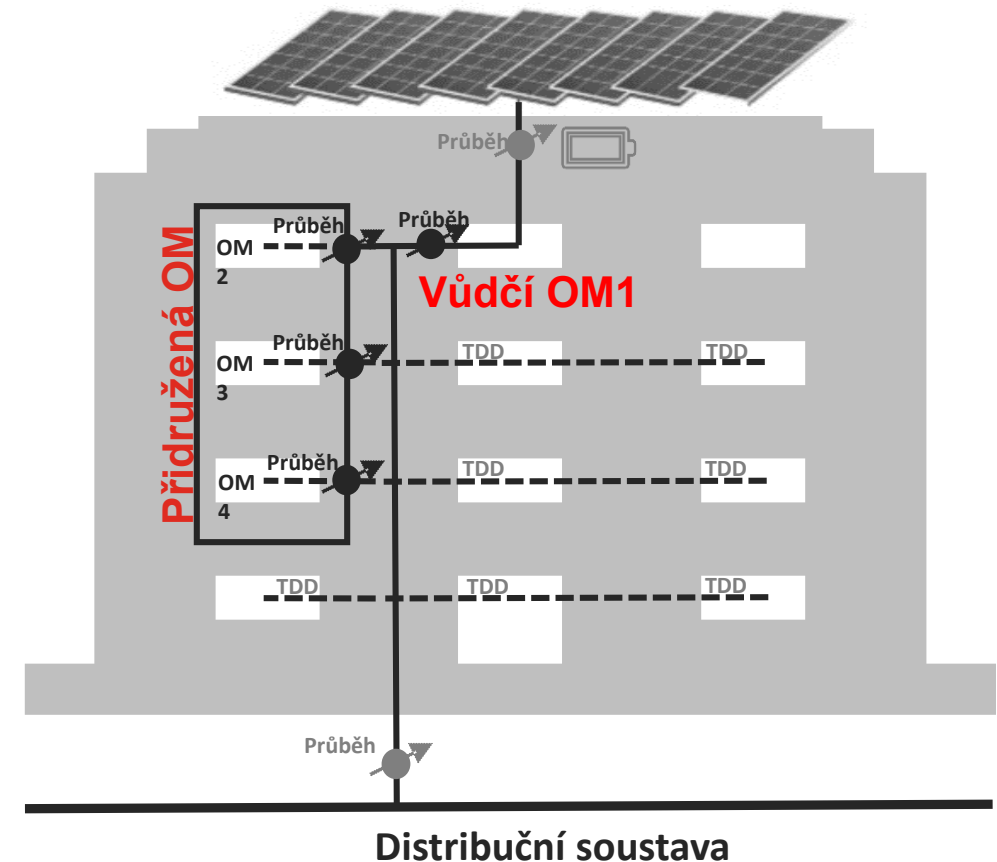 Průběh
Průběh
Průběh
OM
2
Vůdčí OM1
Přidružená OM
Průběh
OM
3
TDD
TDD
Průběh
OM
4
TDD
TDD
TDD
TDD
TDD
Průběh
Distribuční soustava